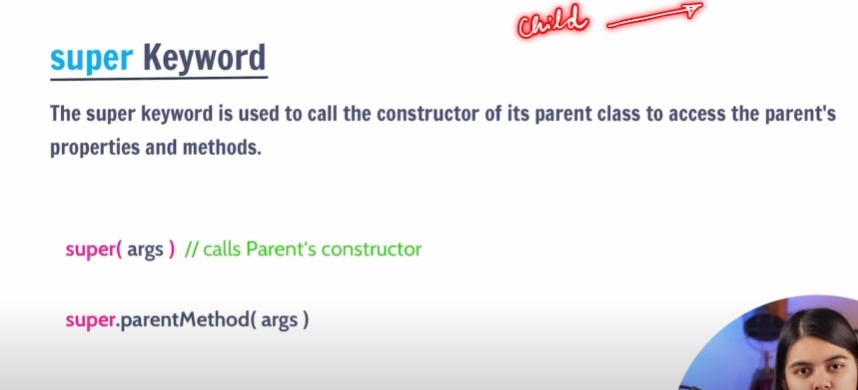 Child
super Keyword
The super keyword is used to call the constructor of its parent class to access the parent's
properties and methods.
super( args ) // calls Parent's constructor
super.parentMethod( args )